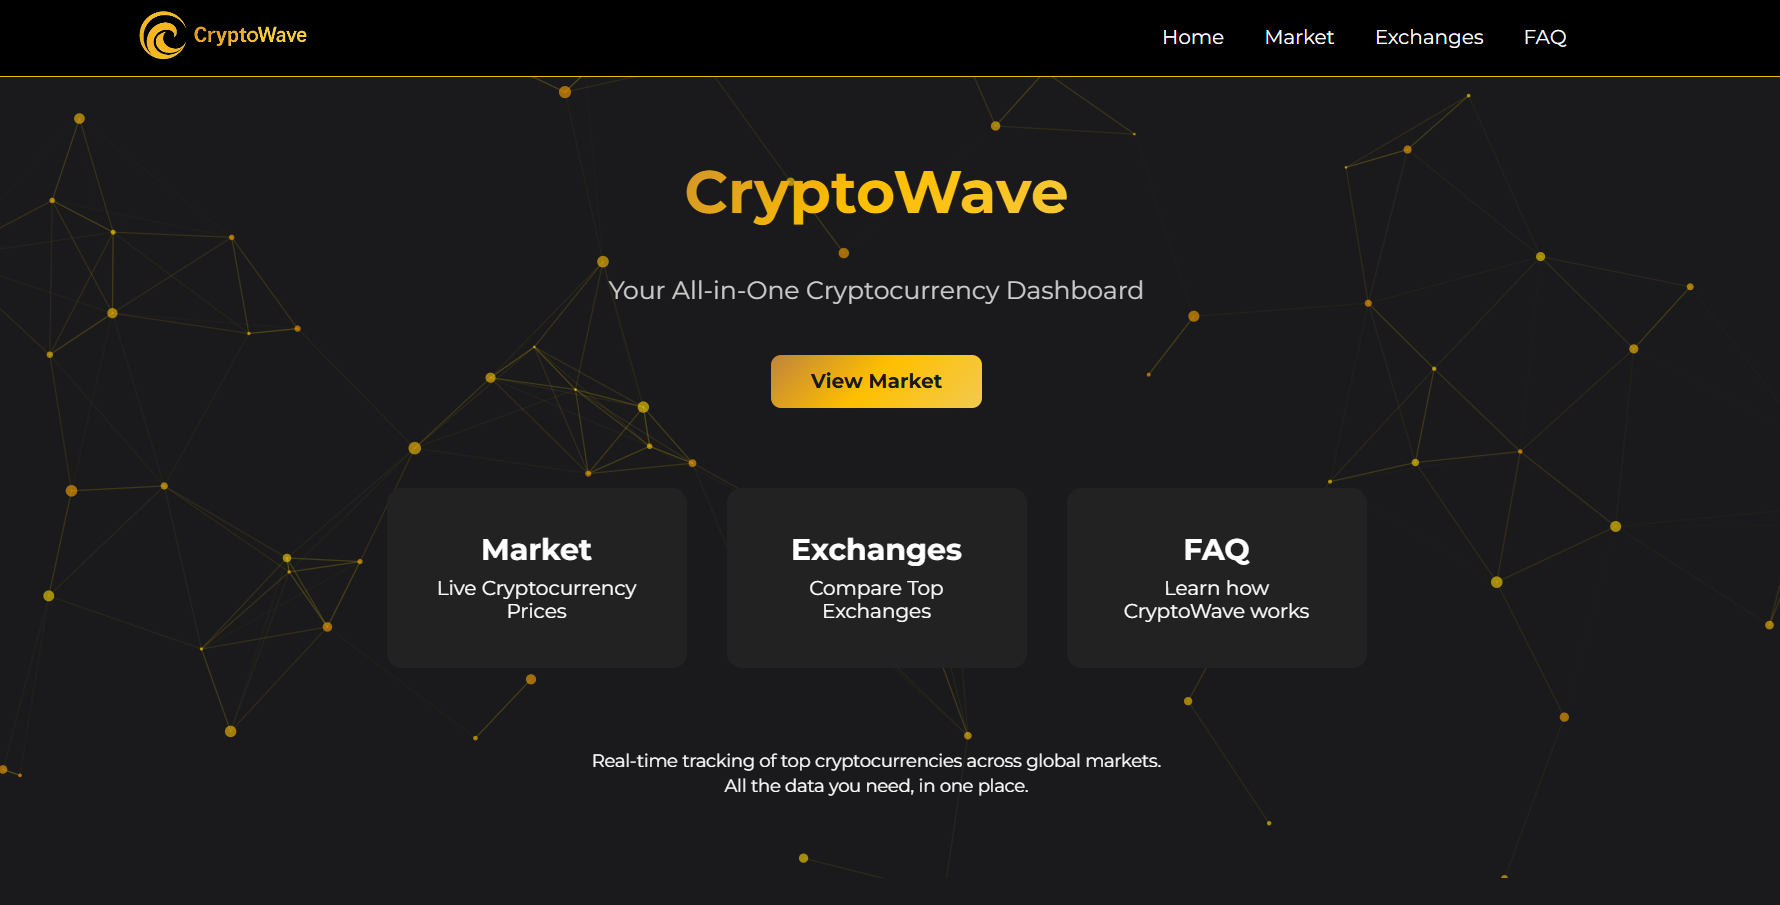 CryptoWave
Home
Market
Exchanges
FAQ
CryptoWave
Your All-in-One Cryptocurrency Dashboard
View Market
Market
Live Cryptocurrency
Prices
Exchanges
Compare Top
Exchanges
FAQ
Learn how
CryptoWave works
Real-time tracking of top cryptocurrencies across global markets.
All the data you need, in one place.